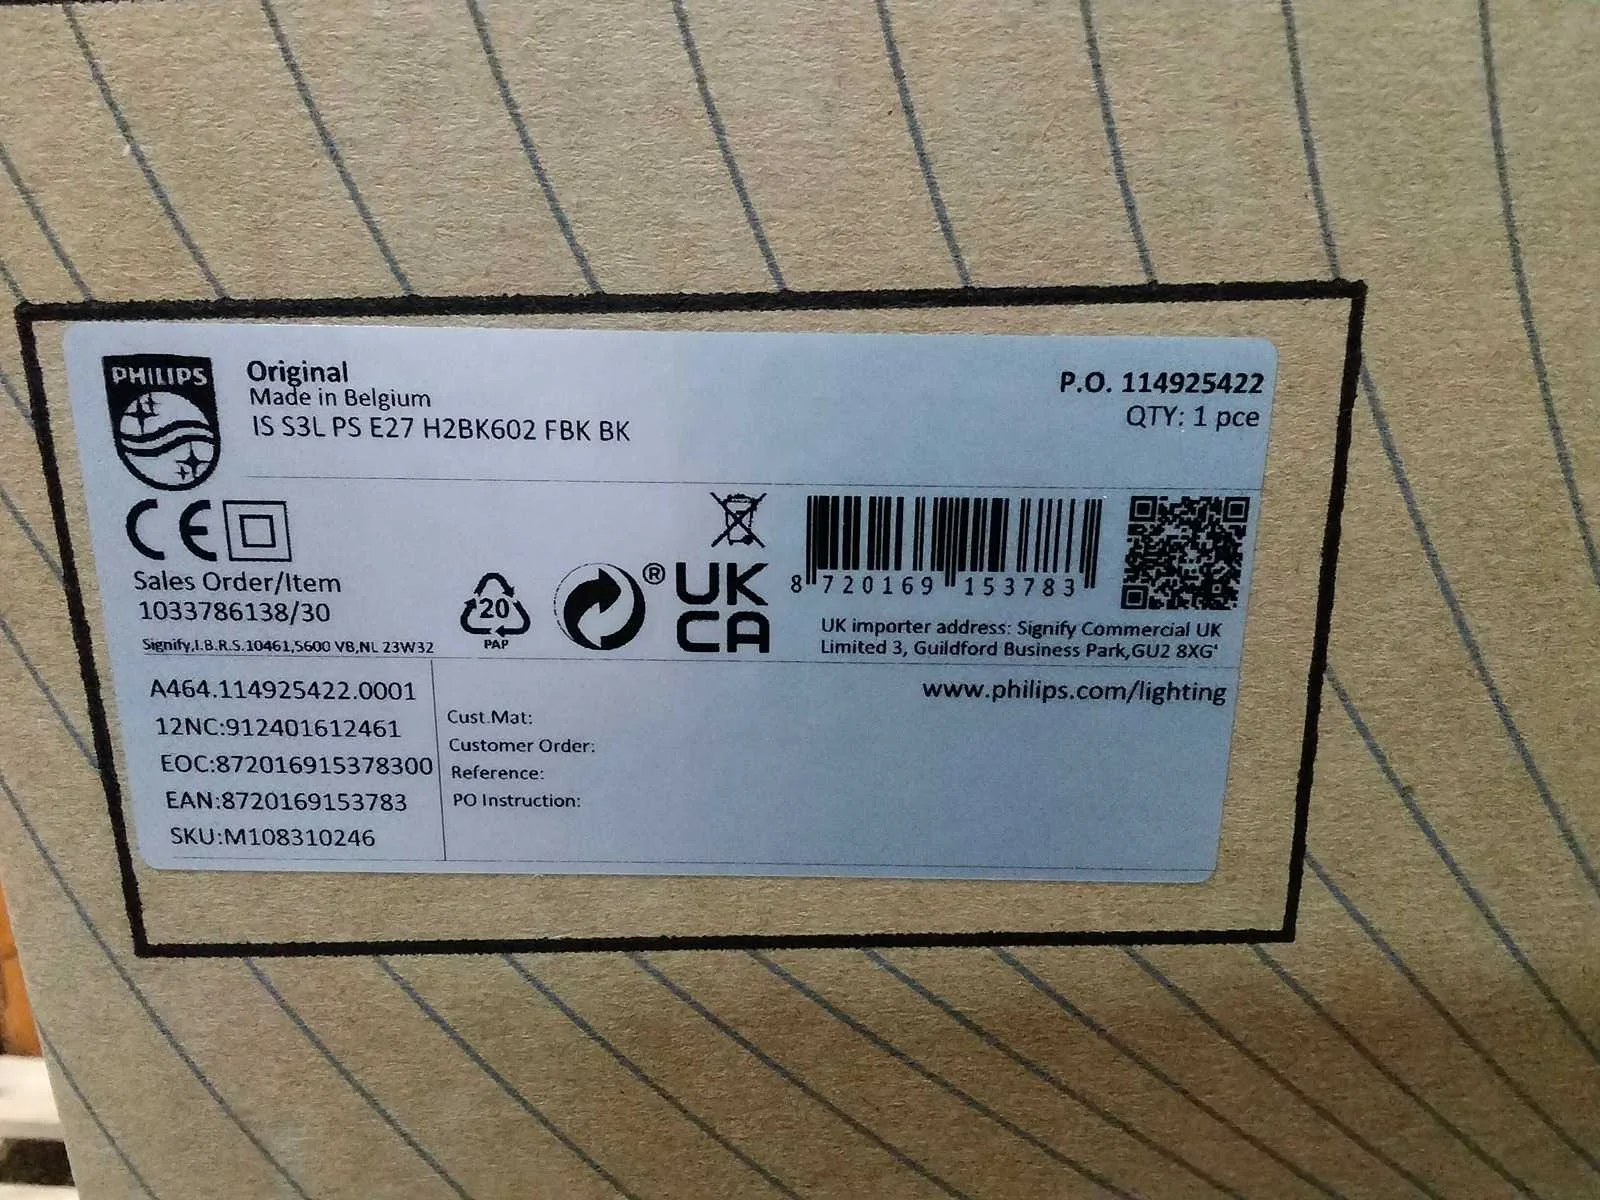 PHILIPS
Original
Made in Belgium
IS S3L PS E27 H2BK602 FBK BK
P.O. 114925422
QTY: 1 pce
CE
Sales Order/Item
1033786138/30
Signify,I.B.R.S.10461,5600 VB,NL 23W32
20
PAP
®
UK
CA
8 720169 153783
UK importer address: Signify Commercial UK
Limited 3, Guildford Business Park,GU2 8XG'
www.philips.com/lighting
A464.114925422.0001
12NC:912401612461
EOC:872016915378300
EAN:8720169153783
SKU:M108310246
Cust.Mat:
Customer Order:
Reference:
PO Instruction: